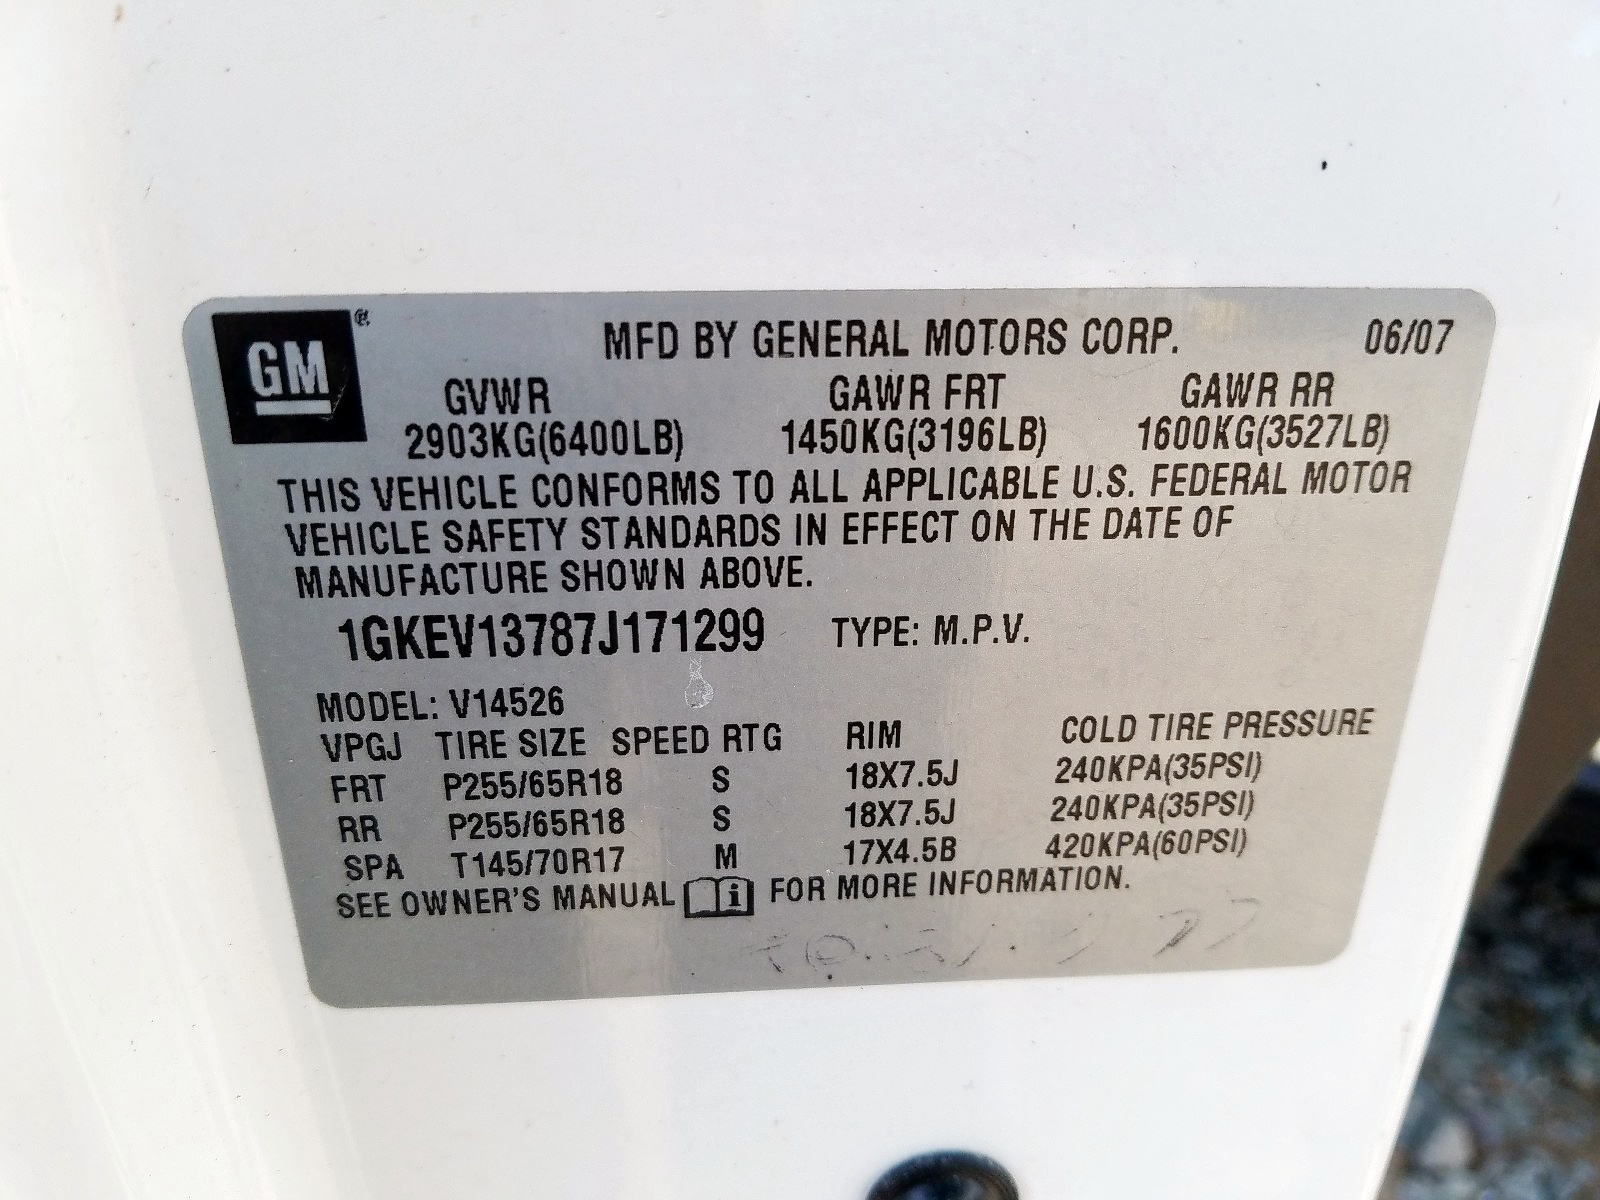 GM ®
MFD BY GENERAL MOTORS CORP. 06/07
GVWR GAWR FRT GAWR RR
2903KG(6400LB) 1450KG(3196LB) 1600KG(3527LB)
THIS VEHICLE CONFORMS TO ALL APPLICABLE U.S. FEDERAL MOTOR
VEHICLE SAFETY STANDARDS IN EFFECT ON THE DATE OF
MANUFACTURE SHOWN ABOVE.
1GKEV13787J171299 TYPE: M.P.V.
MODEL: V14526
VPGJ TIRE SIZE SPEED RTG RIM COLD TIRE PRESSURE
FRT P255/65R18 S 18X7.5J 240KPA(35PSI)
RR P255/65R18 S 18X7.5J 240KPA(35PSI)
SPA T145/70R17 M 17X4.5B 420KPA(60PSI)
SEE OWNER'S MANUAL i FOR MORE INFORMATION.